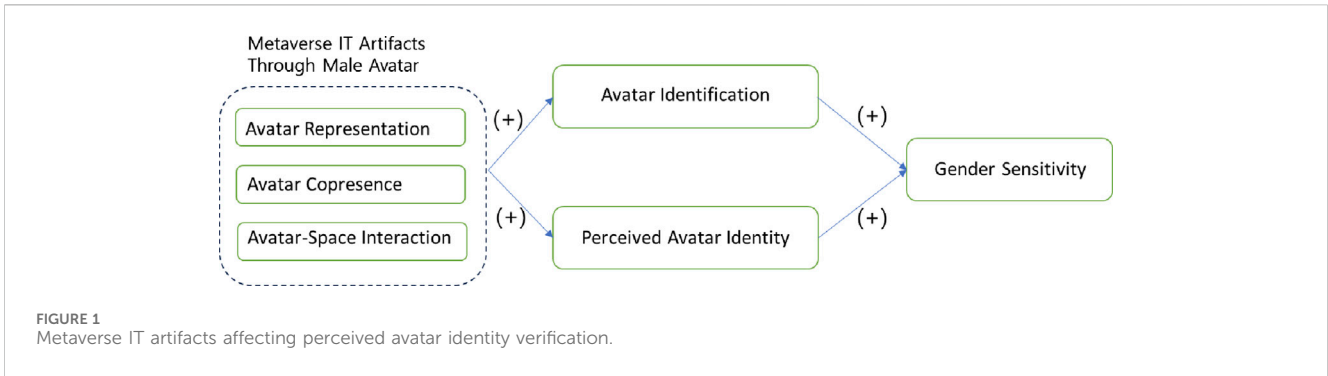 Metaverse IT Artifacts
Through Male Avatar
Avatar Representation
Avatar Copresence
Avatar-Space Interaction
(+)
(+)
Avatar Identification
Perceived Avatar Identity
(+)
(+)
Gender Sensitivity
FIGURE 1
Metaverse IT artifacts affecting perceived avatar identity verification.